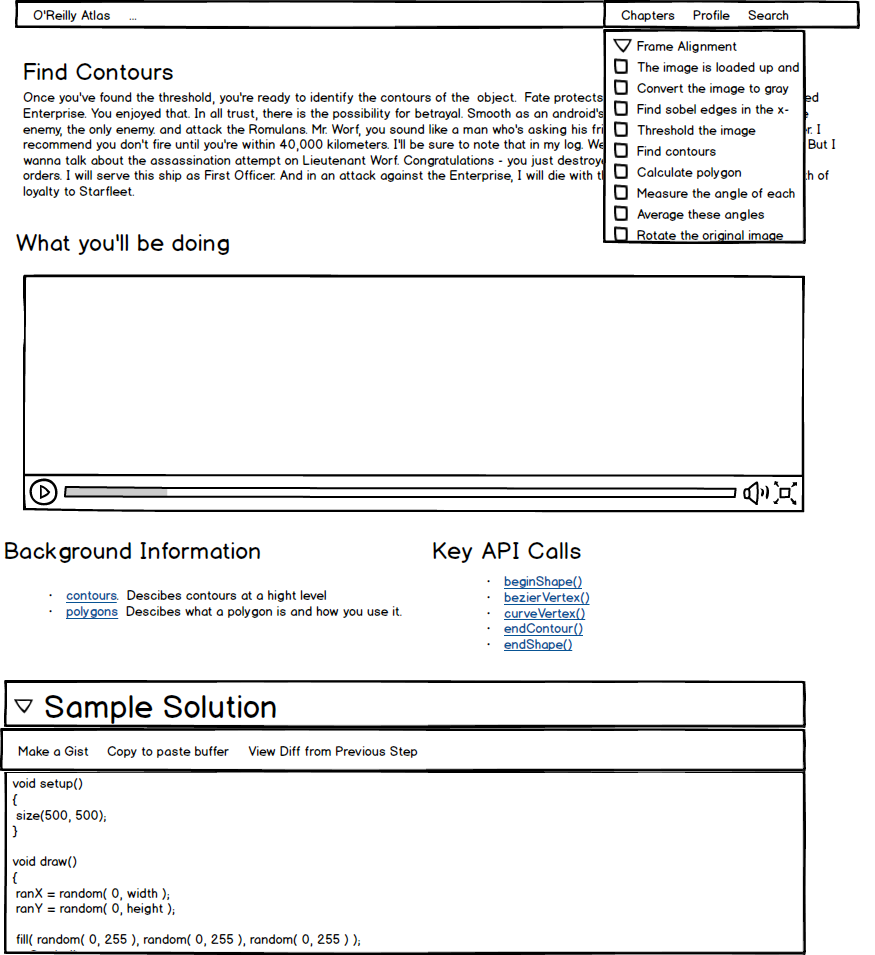 O'Reilly Atlas ... Chapters Profile Search
Frame Alignment
The image is loaded up and
Convert the image to gray
Find sobel edges in the x-
Threshold the image
Find contours
Calculate polygon
Measure the angle of each
Average these angles
Rotate the original image
Find Contours
Once you've found the threshold, you're ready to identify the contours of the object. Fate protects
Enterprise. You enjoyed that. In all trust, there is the possibility for betrayal. Smooth as an android's
enemy, the only enemy. and attack the Romulans. Mr. Worf, you sound like a man who's asking his
recommend you don't fire until you're within 40,000 kilometers. I'll be sure to note that in my log. But I
wanna talk about the assassination attempt on Lieutenant Worf. Congratulations - you just
orders. I will serve this ship as First Officer. And in an attack against the Enterprise, I will die with of
loyalty to Starfleet.
What you'll be doing
Background Information
· contours. Descibes contours at a hight level
· polygons Descibes what a polygon is and how you use it.
Key API Calls
· beginShape()
· bezierVertex()
· curveVertex()
· endContour()
· endShape()
Sample Solution
Make a Gist Copy to paste buffer View Diff from Previous Step
void setup()
{
size(500, 500);
}
void draw()
{
ranX = random( 0, width );
ranY = random( 0, height );
fill( random( 0, 255 ), random( 0, 255 ), random( 0, 255 ) );